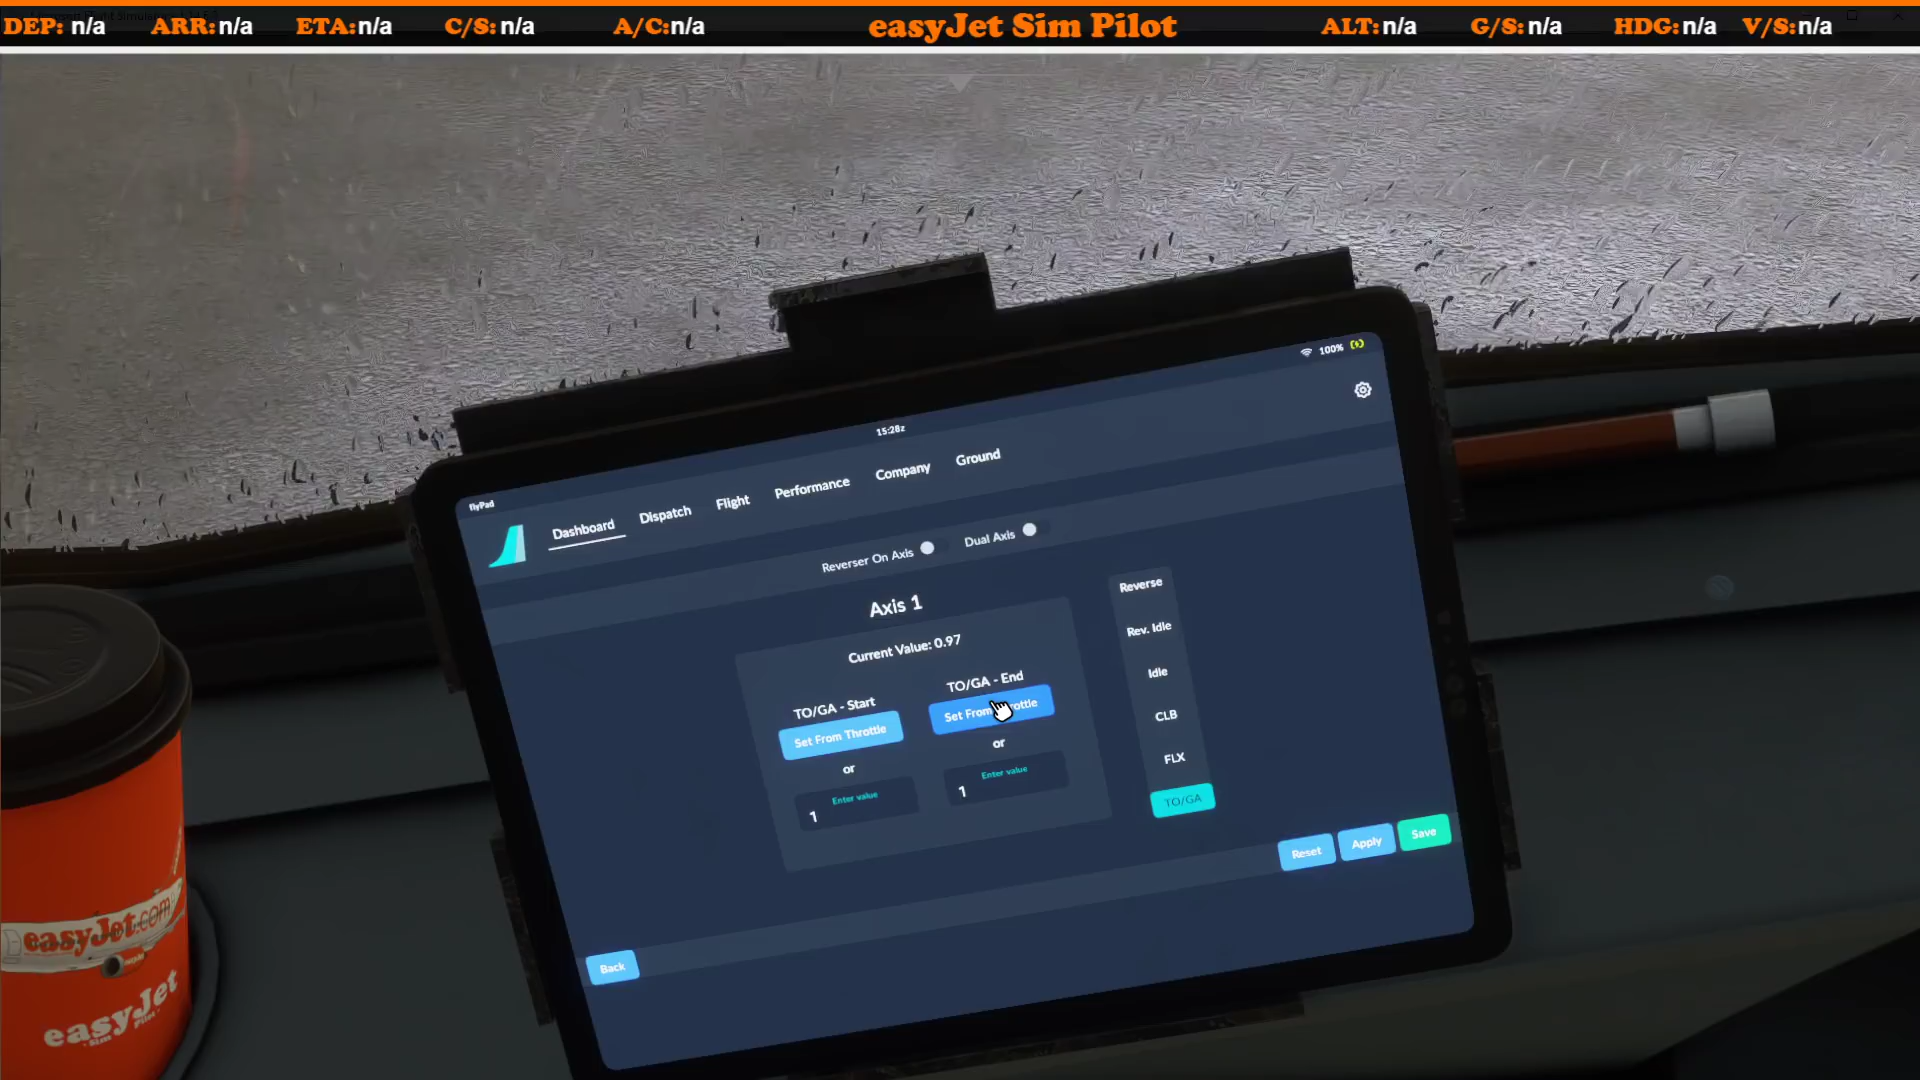 DEP: n/a ARR: n/a ETA: n/a C/S: n/a A/C: n/a easyJet Sim Pilot ALT: n/a G/S: n/a HDG: n/a V/S: n/a
15:28z 100%
flyPad
Dashboard Dispatch Flight Performance Company Ground
Reverser On Axis Dual Axis
Axis 1
Current Value: 0.97
TO/GA - Start TO/GA - End
Set From Throttle Set From Throttle
or or
Enter value Enter value
1 1
Reverse
Rev. Idle
Idle
CLB
FLX
TO/GA
Reset Apply Save
Back
easyJet.com
easyJet
- Sim Pilot -